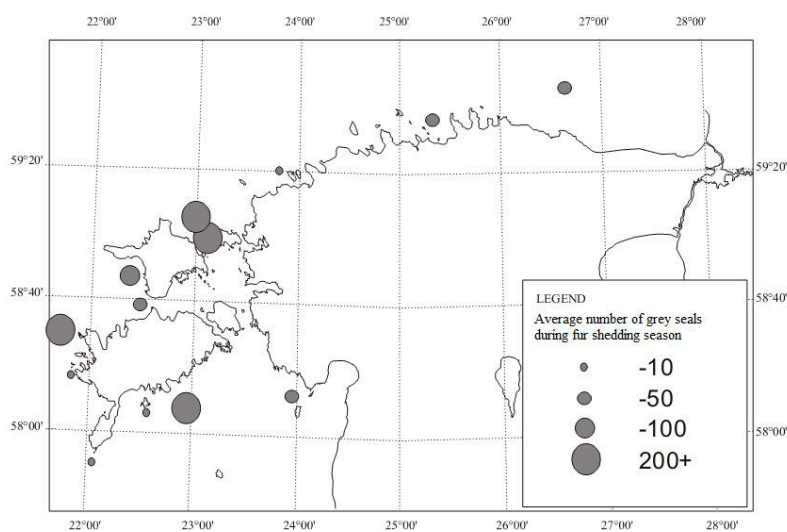 22°00' 23°00' 24°00' 25°00' 26°00' 27°00' 28°00'
59°20' 59°20'
58°40' 58°40'
LEGEND
Average number of grey seals
during fur shedding season
-10
-50
-100
200+
58°00' 58°00'
22°00' 23°00' 24°00' 25°00' 26°00' 27°00' 28°00'